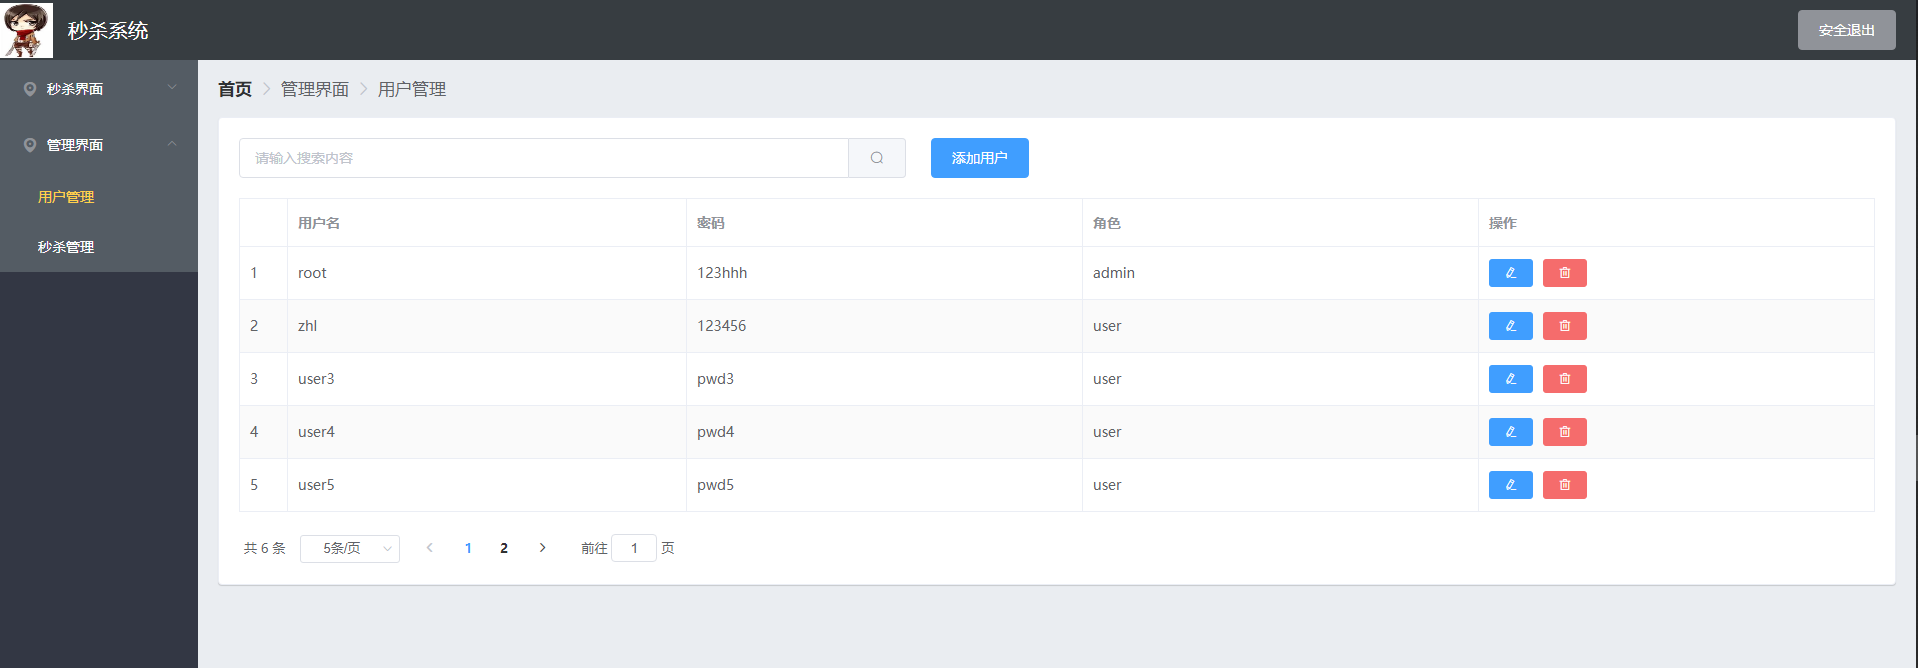 秒杀系统
安全退出
秒杀界面
管理界面
用户管理
秒杀管理
首页 管理界面 用户管理
请输入搜索内容
添加用户
用户名 密码 角色 操作
1 root 123hhh admin
2 zhl 123456 user
3 user3 pwd3 user
4 user4 pwd4 user
5 user5 pwd5 user
共 6 条 5条/页 1 2 前往 1 页